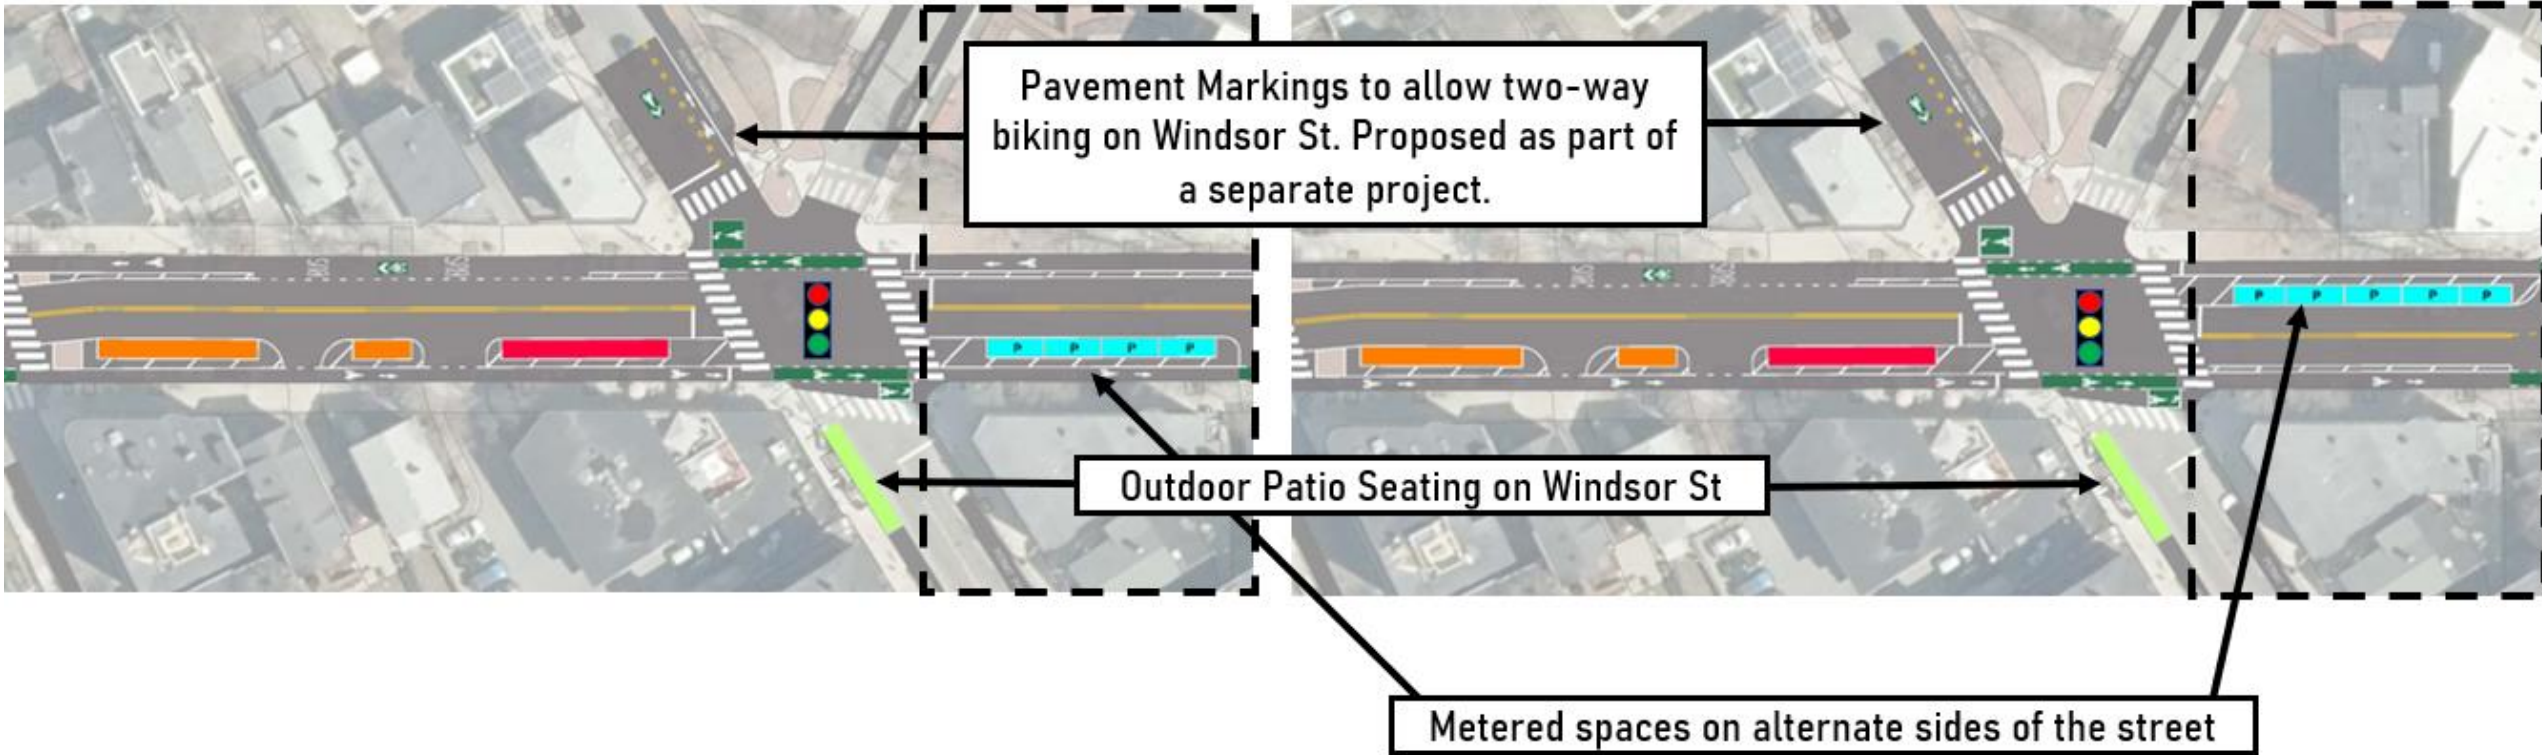 Pavement Markings to allow two-way
biking on Windsor St. Proposed as part of
a separate project.
P P P P P
P P P P
Outdoor Patio Seating on Windsor St
Metered spaces on alternate sides of the street